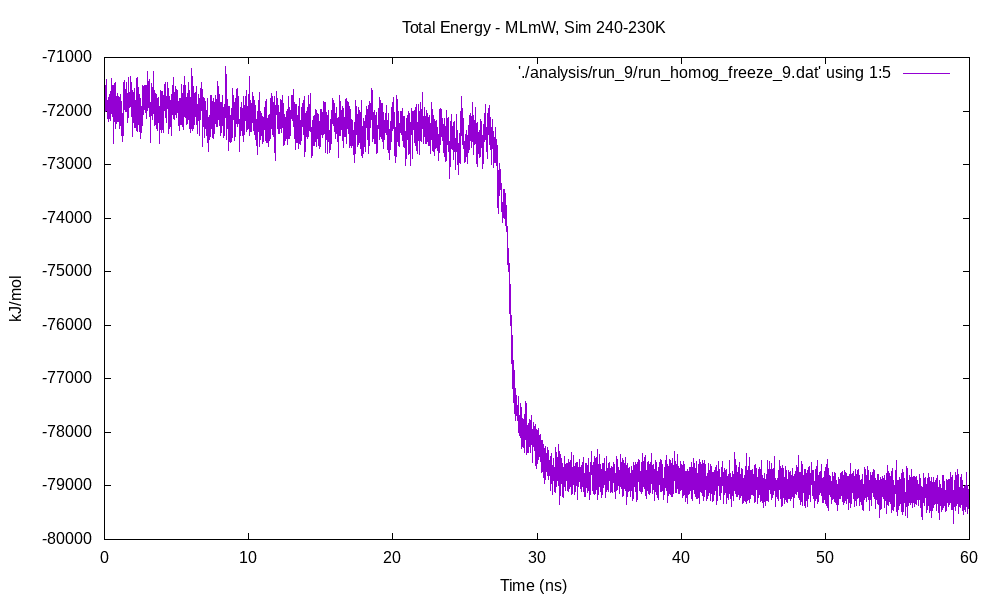 Total Energy - MLmW, Sim 240-230K
'./analysis/run_9/run_homog_freeze_9.dat' using 1:5
-71000
-72000
-73000
-74000
-75000
-76000
-77000
-78000
-79000
-80000
kJ/mol
0 10 20 30 40 50 60
Time (ns)